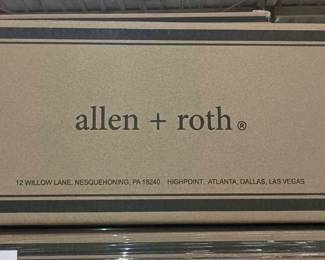 allen + roth®
12 WILLOW LANE, NESQUEHONING, PA 18240 HIGHPOINT, ATLANTA, DALLAS, LAS VEGAS